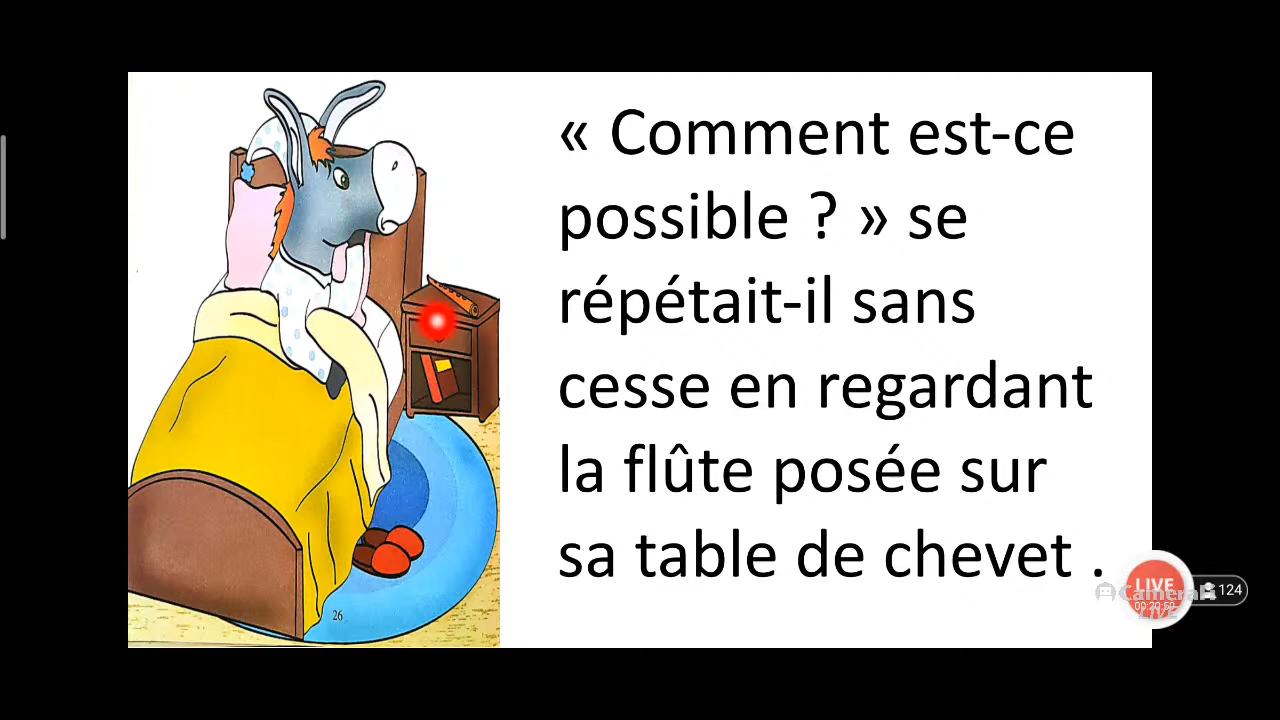 « Comment est-ce
possible ? » se
répétait-il sans
cesse en regardant
la flûte posée sur
sa table de chevet .
26
LIVE
124
LIVE